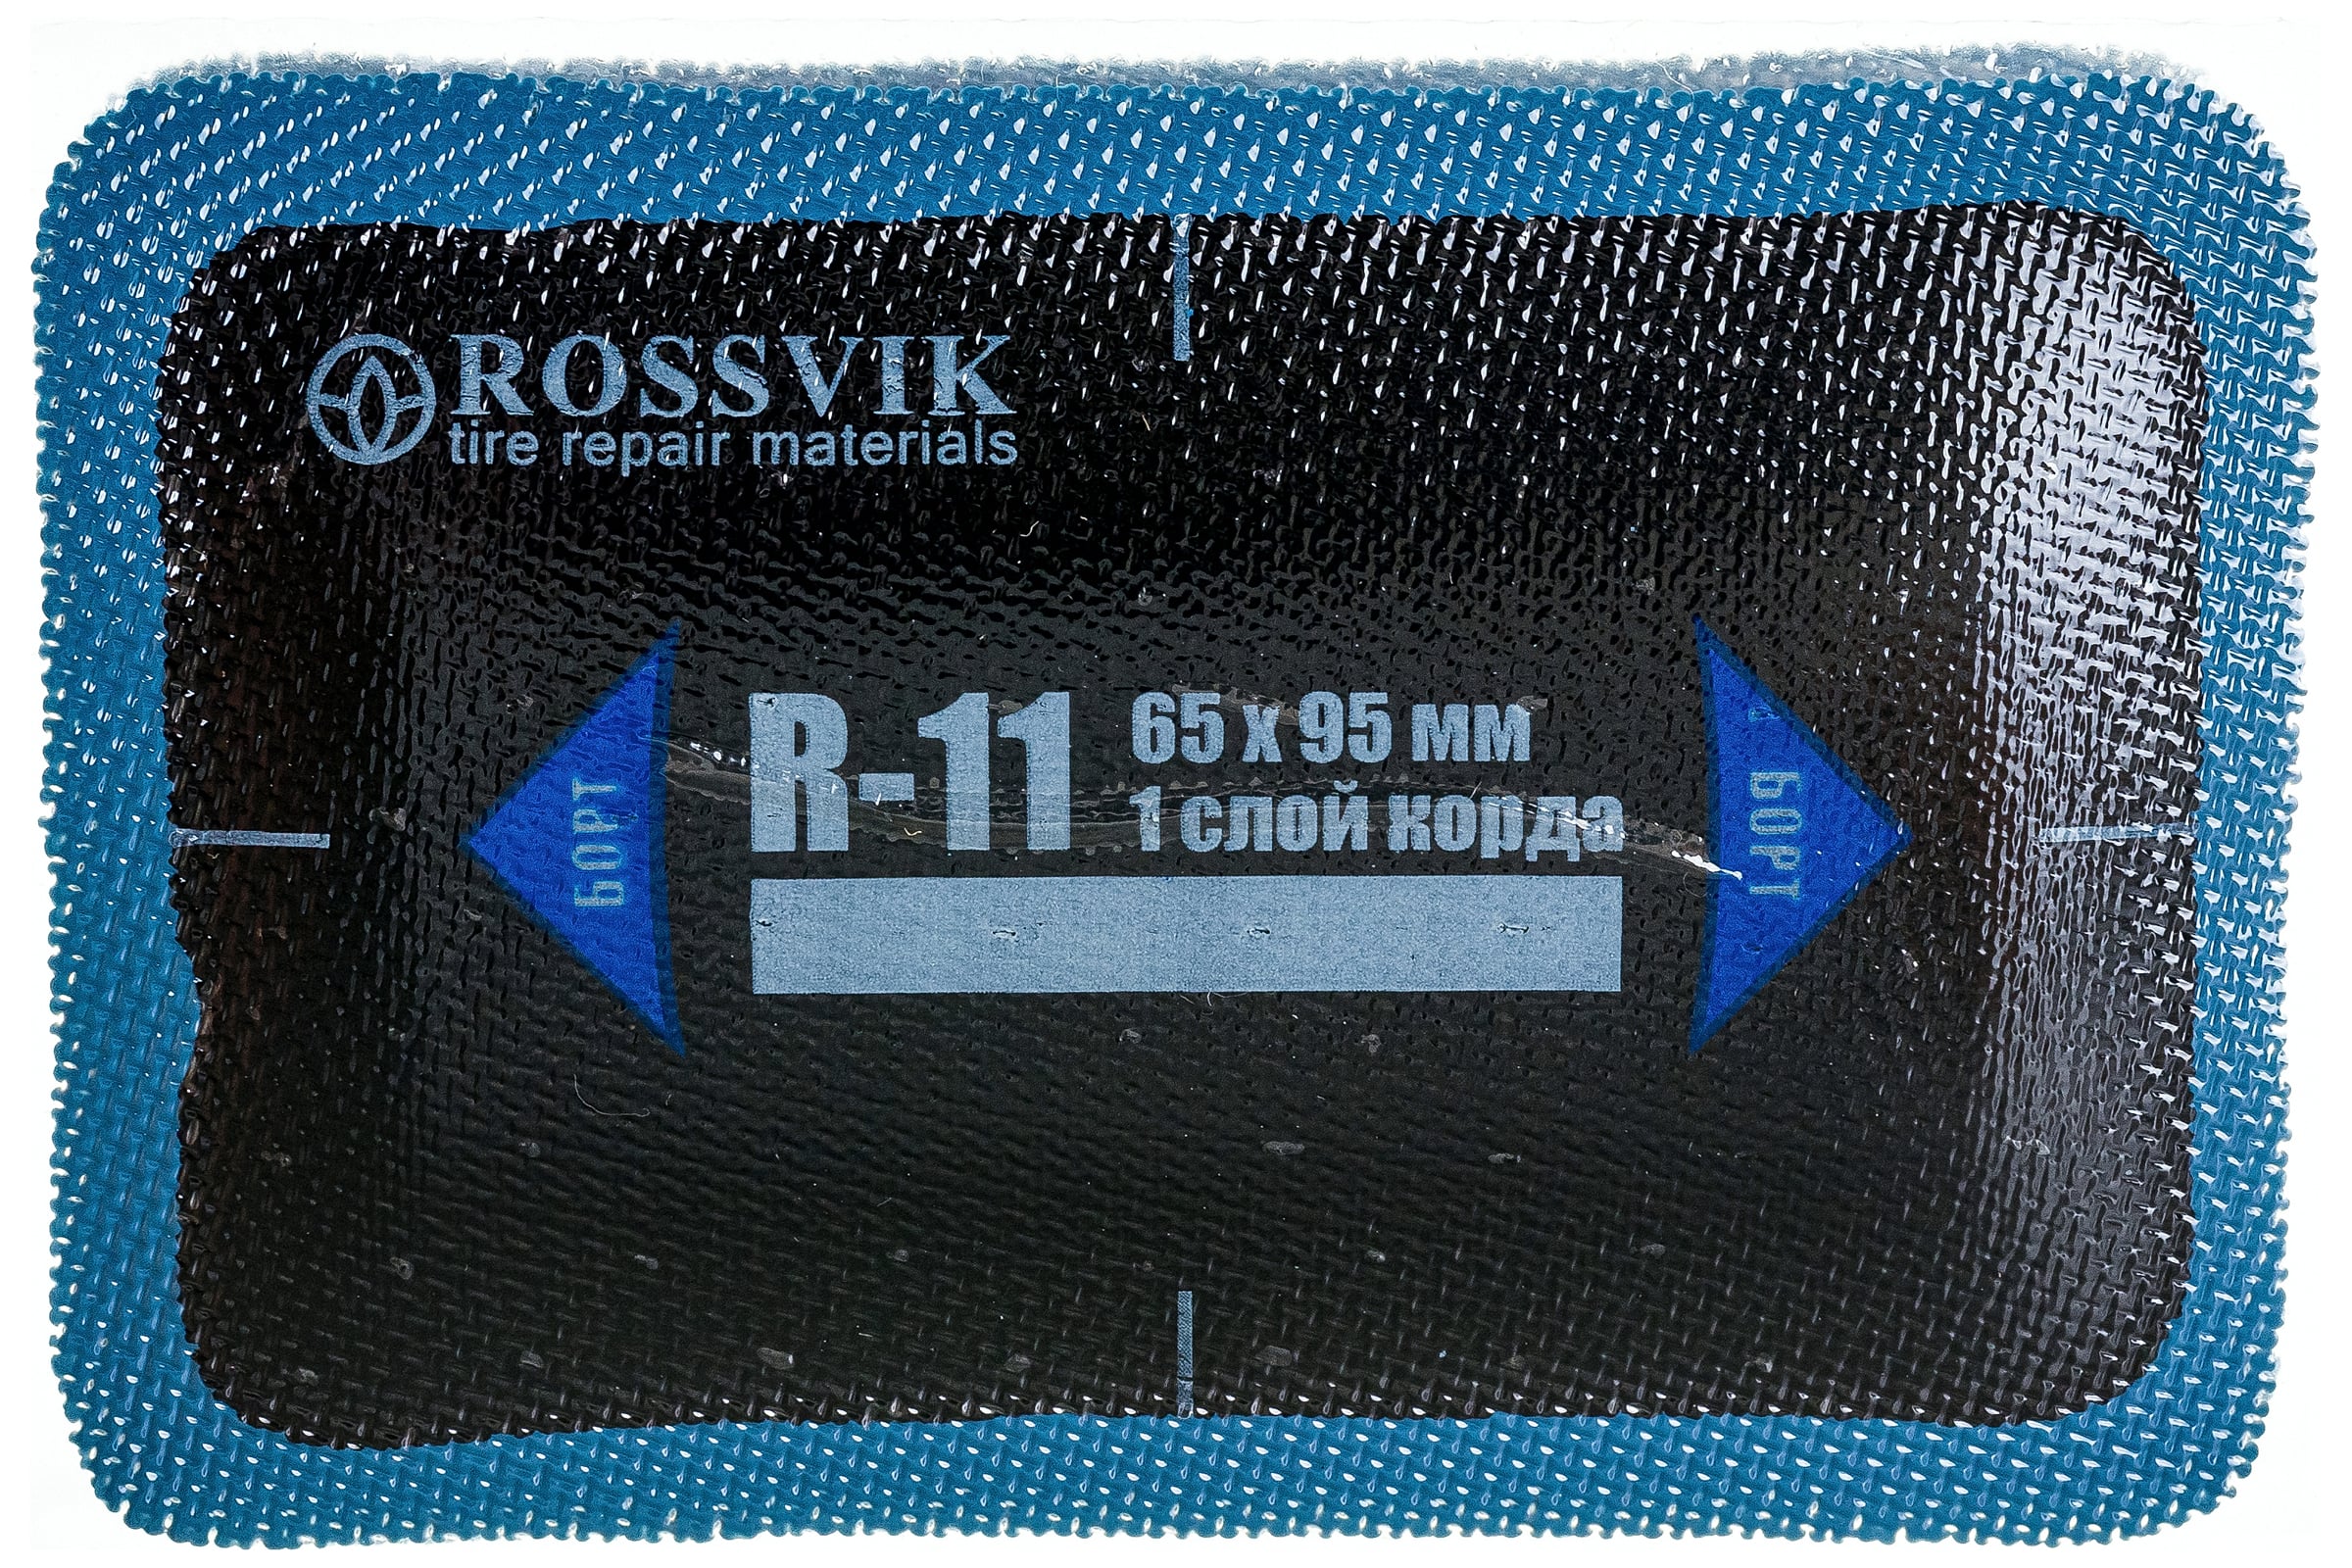 ROSSVIK
tire repair materials
БОРТ
R-11
65 х 95 мм
1 слой корда
БОРТ